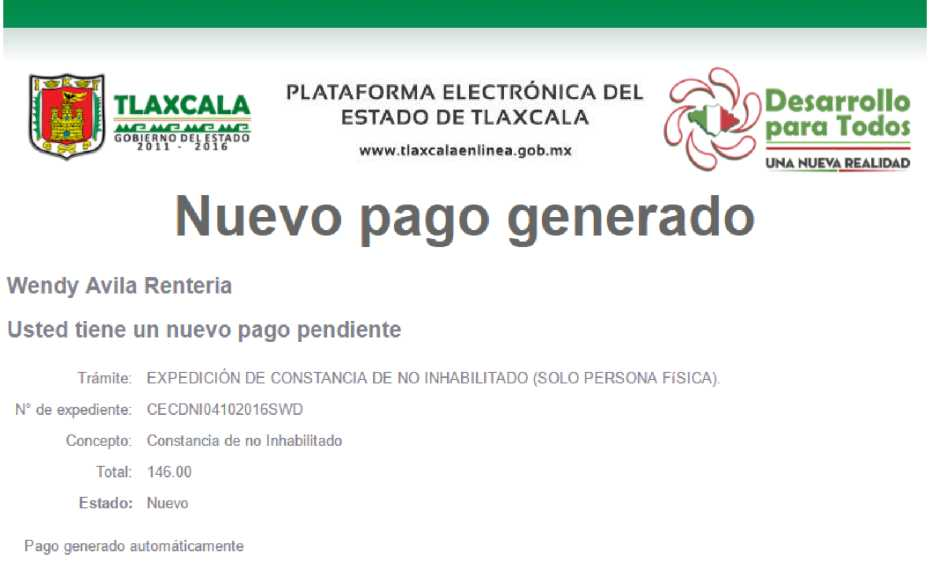 TLAXCALA
GOBIERNO DEL ESTADO
2011 - 2016
PLATAFORMA ELECTRÓNICA DEL
ESTADO DE TLAXCALA
www.tlaxcalaenlinea.gob.mx
Desarrollo
para Todos
UNA NUEVA REALIDAD
Nuevo pago generado
Wendy Avila Renteria
Usted tiene un nuevo pago pendiente
Trámite: EXPEDICIÓN DE CONSTANCIA DE NO INHABILITADO (SOLO PERSONA FíSICA).
N° de expediente: CECDNI04102016SWD
Concepto: Constancia de no Inhabilitado
Total: 146.00
Estado: Nuevo
Pago generado automáticamente